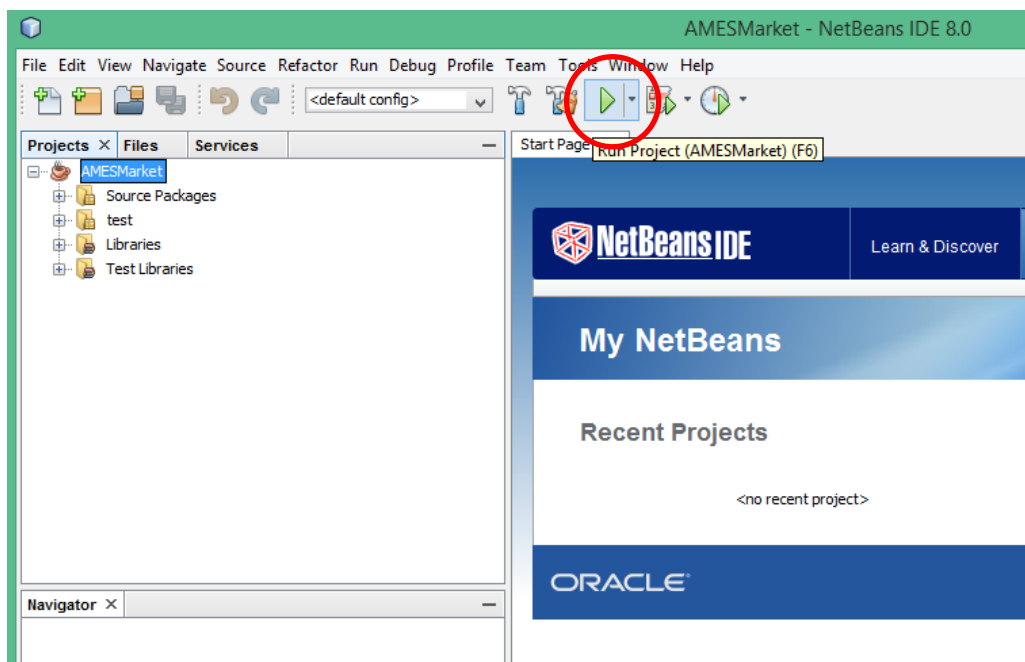 AMESMarket - NetBeans IDE 8.0
File Edit View Navigate Source Refactor Run Debug Profile Team Tools Window Help
<default config>
Projects Files Services
Start Page
Run Project (AMESMarket) (F6)
AMESMarket
Source Packages
test
Libraries
Test Libraries
NetBeans IDE
Learn & Discover
My NetBeans
Recent Projects
<no recent project>
ORACLE
Navigator